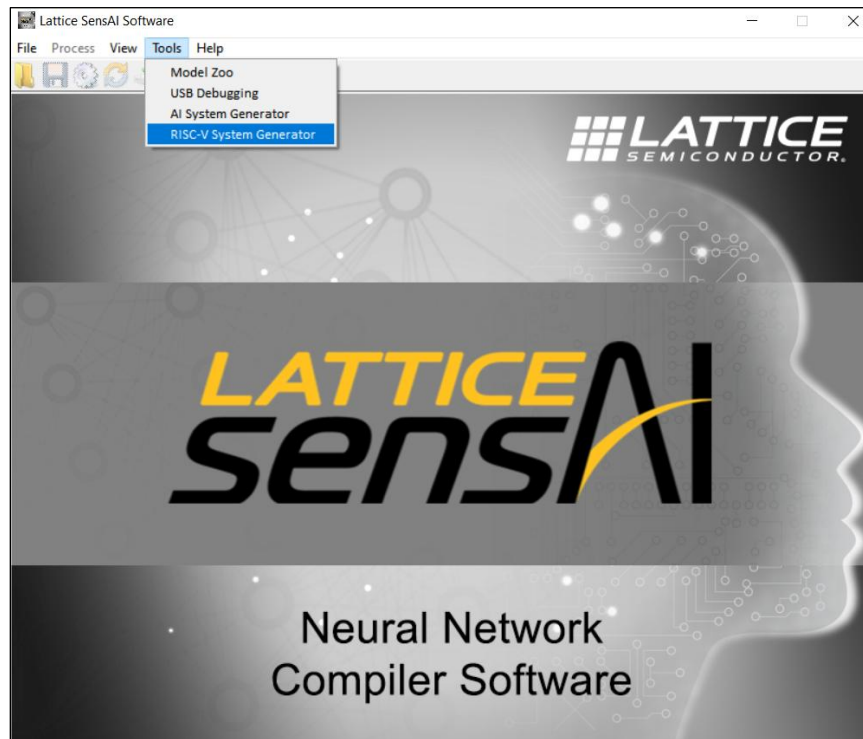 Lattice SensAI Software
File Process View Tools Help
Model Zoo
USB Debugging
AI System Generator
RISC-V System Generator
LATTICE
SEMICONDUCTOR.
LATTICE
sensAI
Neural Network
Compiler Software